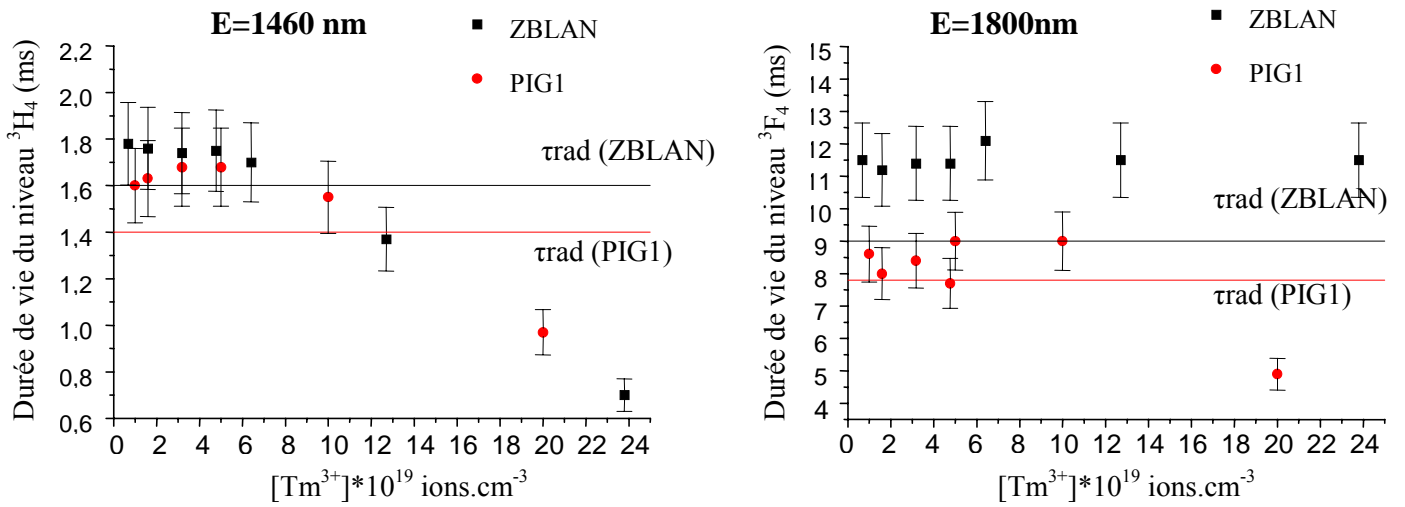 E=1460 nm
ZBLAN
PIG1
Durée de vie du niveau ³H₄ (ms)
2,2
2,0
1,8
1,6
1,4
1,2
1,0
0,8
0,6
τrad (ZBLAN)
τrad (PIG1)
0 2 4 6 8 10 12 14 16 18 20 22 24
[Tm³⁺]*10¹⁹ ions.cm⁻³
E=1800nm
ZBLAN
PIG1
Durée de vie du niveau ³F₄ (ms)
15
14
13
12
11
10
9
8
7
6
5
4
τrad (ZBLAN)
τrad (PIG1)
0 2 4 6 8 10 12 14 16 18 20 22 24
[Tm³⁺]*10¹⁹ ions.cm⁻³